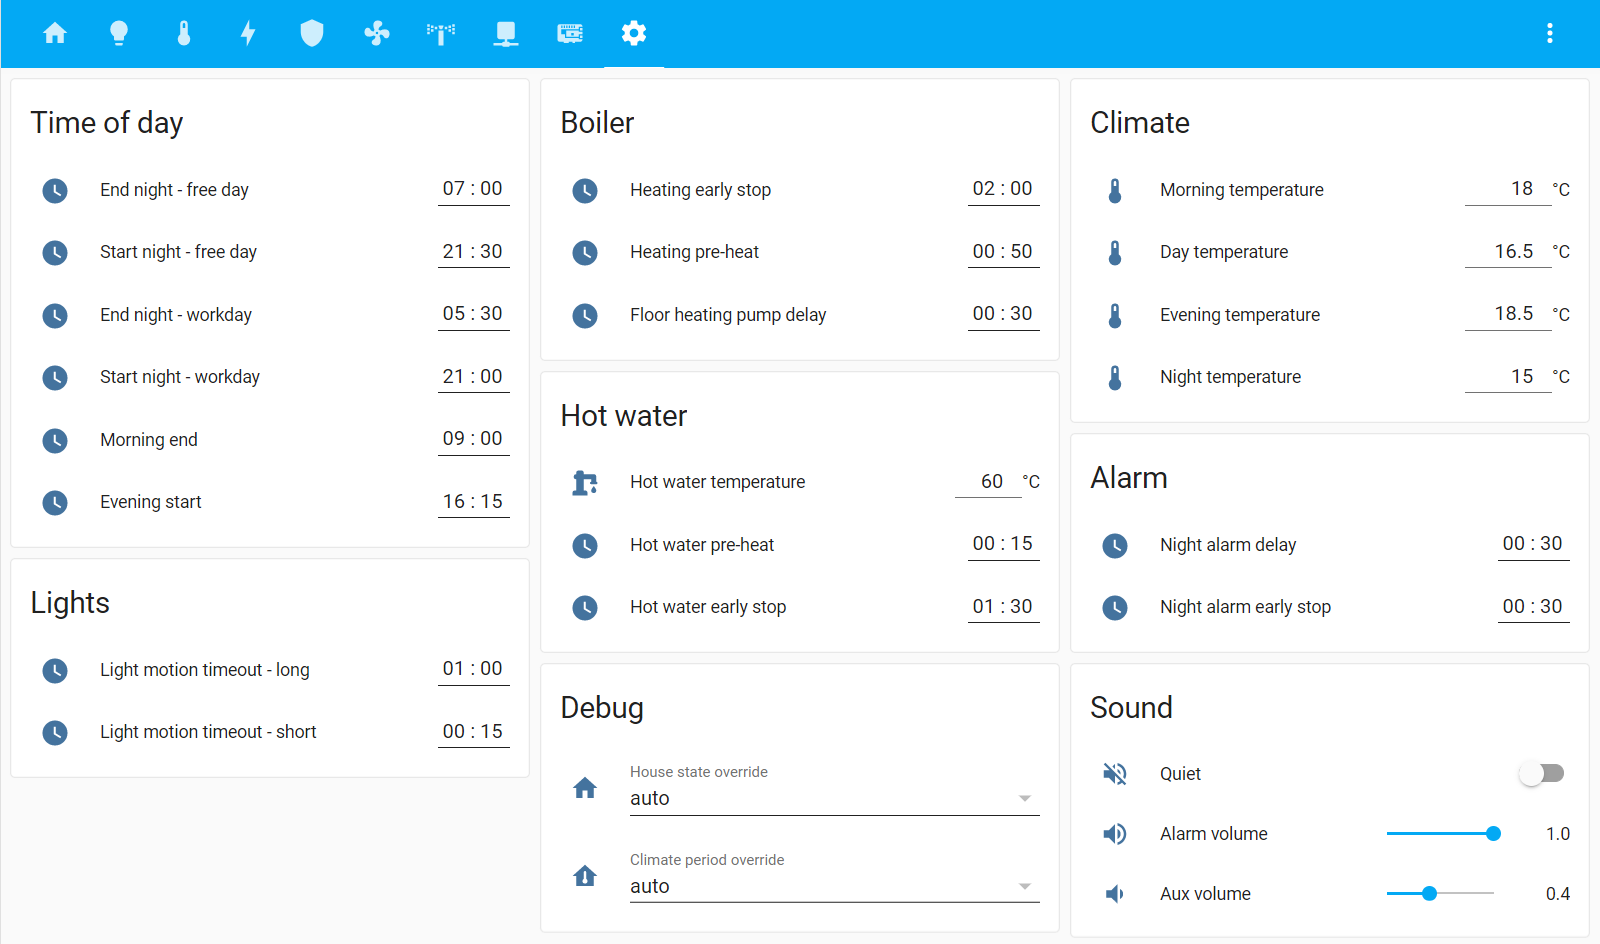 Time of day
End night - free day 07 : 00
Start night - free day 21 : 30
End night - workday 05 : 30
Start night - workday 21 : 00
Morning end 09 : 00
Evening start 16 : 15
Lights
Light motion timeout - long 01 : 00
Light motion timeout - short 00 : 15
Boiler
Heating early stop 02 : 00
Heating pre-heat 00 : 50
Floor heating pump delay 00 : 30
Hot water
Hot water temperature 60 °C
Hot water pre-heat 00 : 15
Hot water early stop 01 : 30
Debug
House state override
auto
Climate period override
auto
Climate
Morning temperature 18 °C
Day temperature 16.5 °C
Evening temperature 18.5 °C
Night temperature 15 °C
Alarm
Night alarm delay 00 : 30
Night alarm early stop 00 : 30
Sound
Quiet
Alarm volume 1.0
Aux volume 0.4